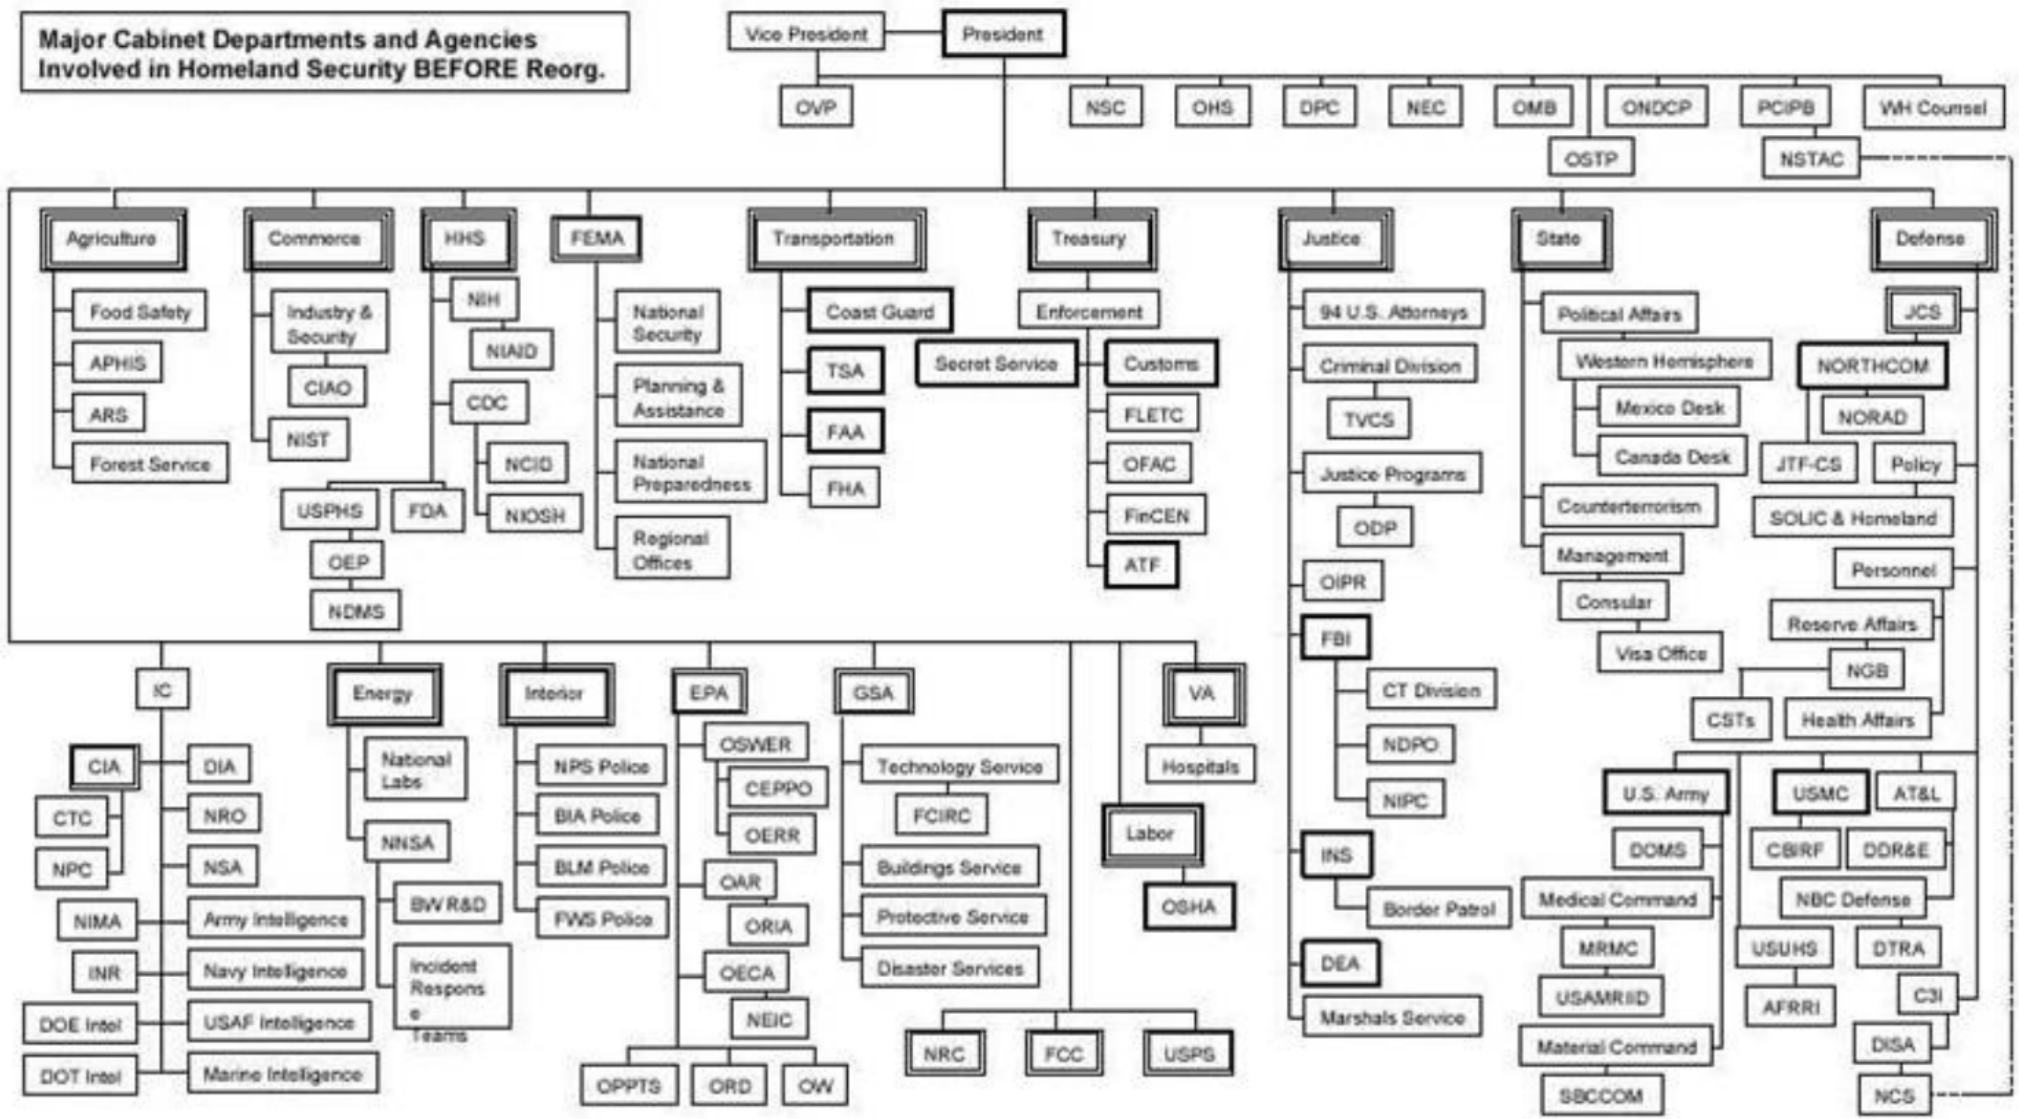 Major Cabinet Departments and Agencies
Involved in Homeland Security BEFORE Reorg.
Vice President
President
OVP
NSC
OHS
DPC
NEC
OMB
ONDCP
PCIPB
WH Counsel
OSTP
NSTAC
Agriculture
Commerce
HHS
FEMA
Transportation
Treasury
Justice
State
Defense
Food Safety
APHIS
ARS
Forest Service
Industry &
Security
CIAO
NIST
NIH
NIAID
CDC
NCID
NIOSH
USPHS
FDA
OEP
NDMS
National
Security
Planning &
Assistance
National
Preparedness
Regional
Offices
Coast Guard
TSA
FAA
FHA
Enforcement
Secret Service
Customs
FLETC
OFAC
FinCEN
ATF
94 U.S. Attorneys
Criminal Division
TVCS
Justice Programs
ODP
OIPR
FBI
CT Division
NDPO
NIPC
INS
Border Patrol
DEA
Marshals Service
Political Affairs
Western Hemisphere
Mexico Desk
Canada Desk
Counterterrorism
Management
Consular
Visa Office
JCS
NORTHCOM
NORAD
JTF-CS
Policy
SOLIC & Homeland
Personnel
Reserve Affairs
NGB
CSTs
Health Affairs
U.S. Army
USMC
AT&L
DOMS
CBIRF
DDR&E
Medical Command
NBC Defense
MRMC
USUHS
DTRA
USAMRIID
AFRRI
C3I
Material Command
DISA
SBCCOM
NCS
IC
CIA
DIA
CTC
NRO
NPC
NSA
NIMA
Army Intelligence
INR
Navy Intelligence
DOE Intel
USAF Intelligence
DOT Intel
Marine Intelligence
Energy
National
Labs
NNSA
BW R&D
Incident
Respons
e
Teams
Interior
NPS Police
BIA Police
BLM Police
FWS Police
EPA
OSWER
CEPPO
OERR
OAR
ORIA
OECA
NEIC
OPPTS
ORD
OW
GSA
Technology Service
FCIRC
Buildings Service
Protective Service
Disaster Services
VA
Hospitals
Labor
OSHA
NRC
FCC
USPS